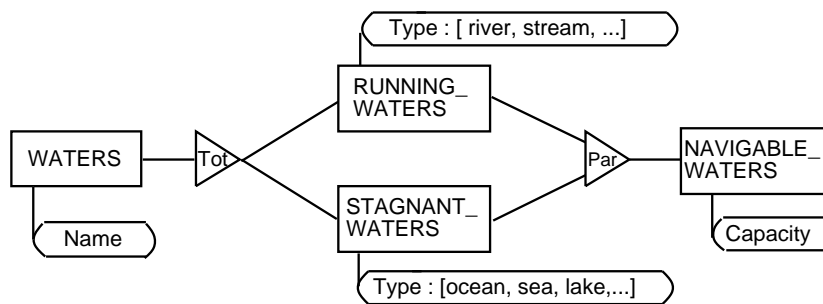 Type : [ river, stream, ...]
RUNNING_
WATERS
WATERS
Tot
Par
NAVIGABLE_
WATERS
Name
STAGNANT_
WATERS
Capacity
Type : [ocean, sea, lake,...]